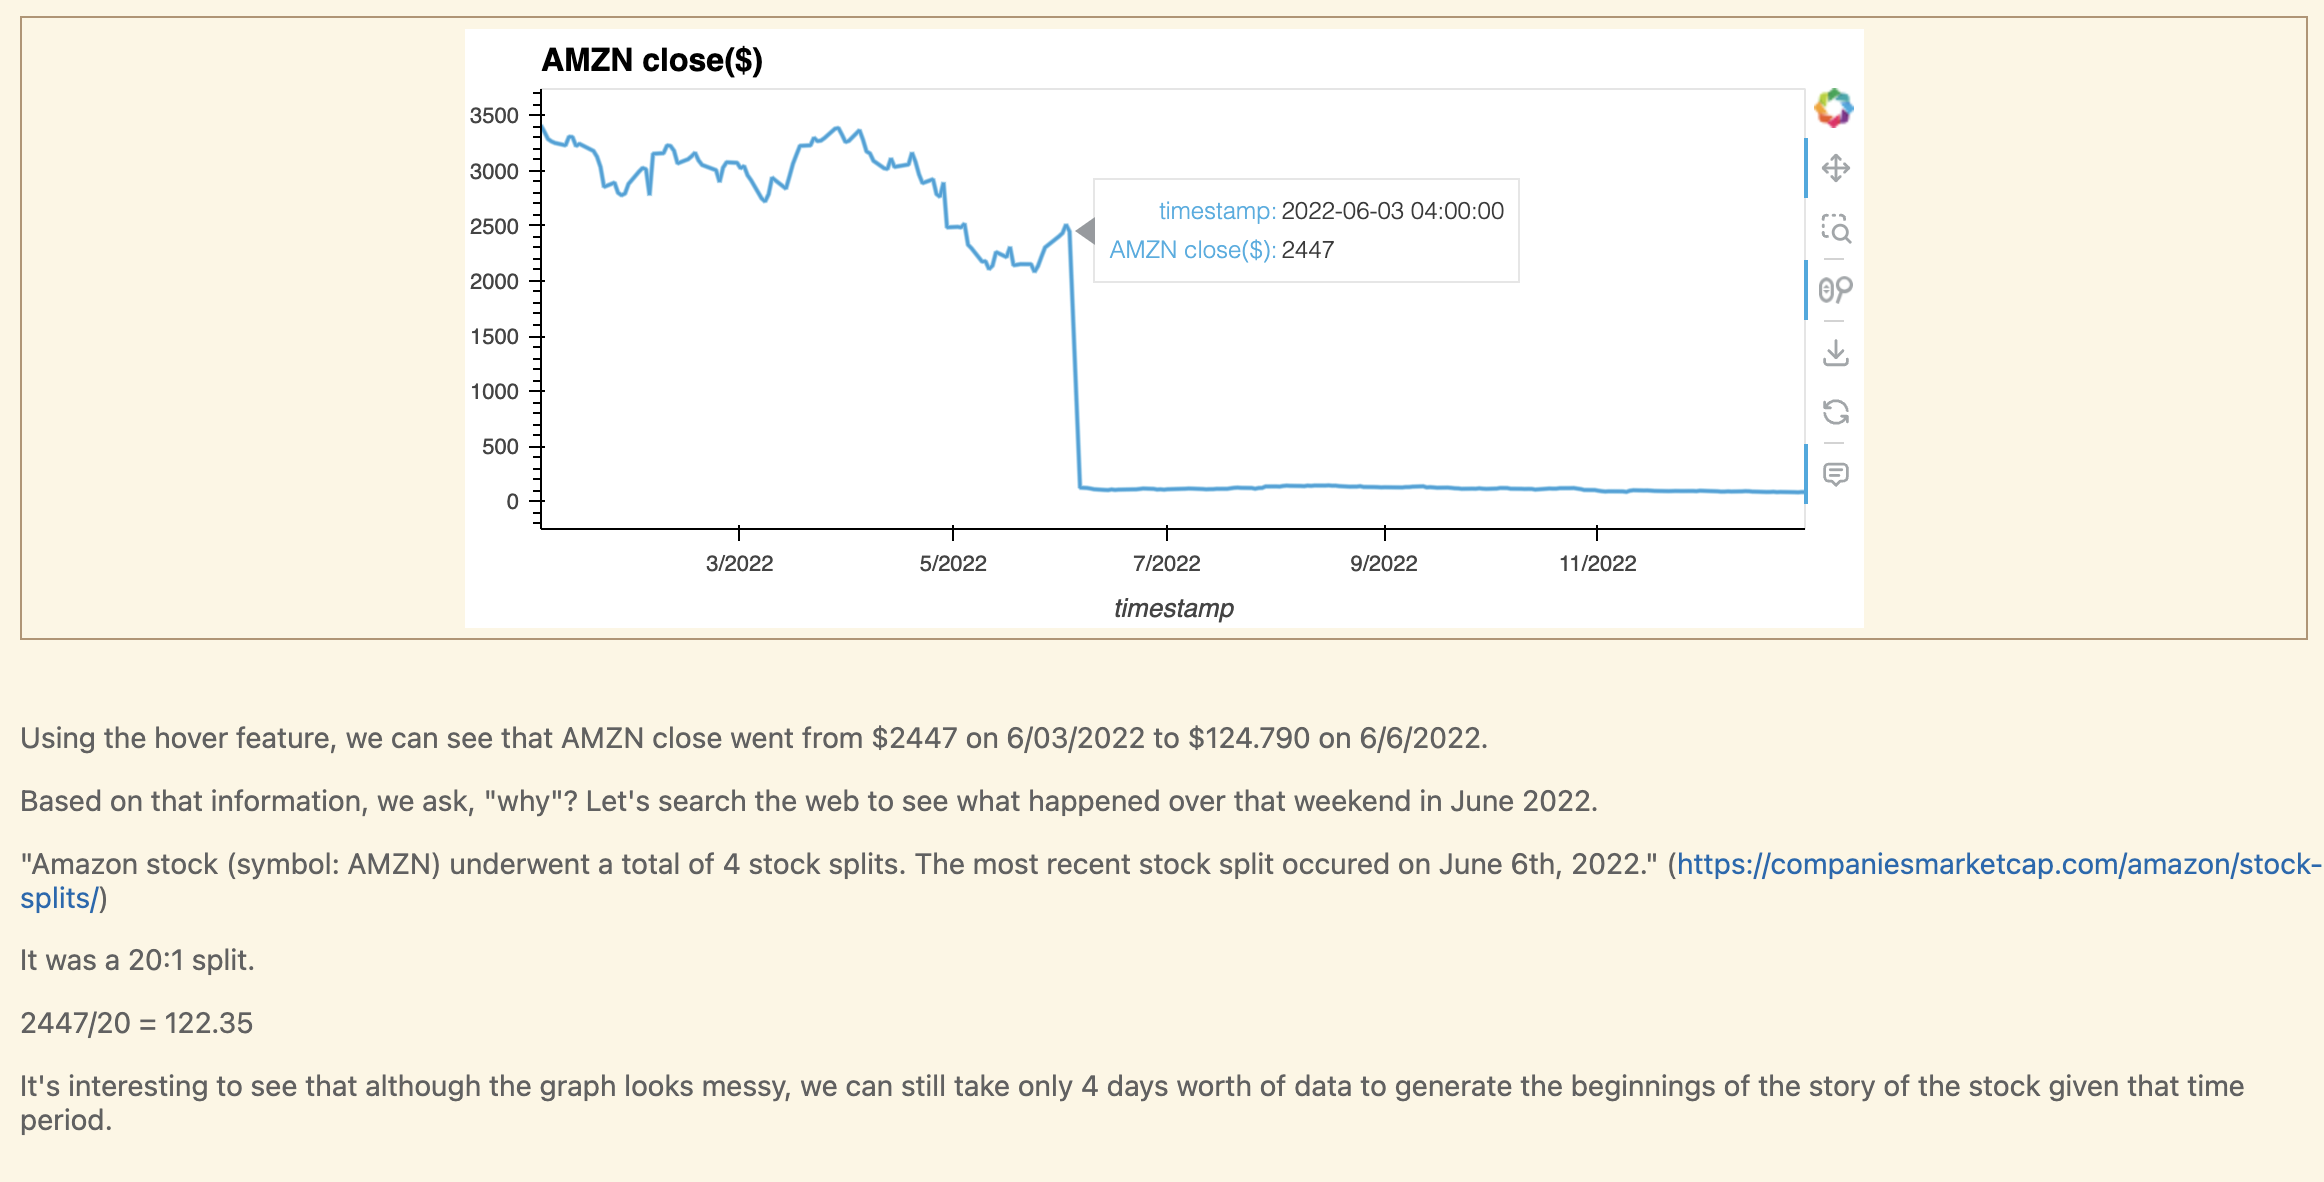 AMZN close($)
3500
3000
2500
2000
1500
1000
500
0
timestamp: 2022-06-03 04:00:00
AMZN close($): 2447
3/2022 5/2022 7/2022 9/2022 11/2022
timestamp
Using the hover feature, we can see that AMZN close went from $2447 on 6/03/2022 to $124.790 on 6/6/2022.
Based on that information, we ask, "why"? Let's search the web to see what happened over that weekend in June 2022.
"Amazon stock (symbol: AMZN) underwent a total of 4 stock splits. The most recent stock split occured on June 6th, 2022." (https://companiesmarketcap.com/amazon/stock-
splits/)
It was a 20:1 split.
2447/20 = 122.35
It's interesting to see that although the graph looks messy, we can still take only 4 days worth of data to generate the beginnings of the story of the stock given that time
period.